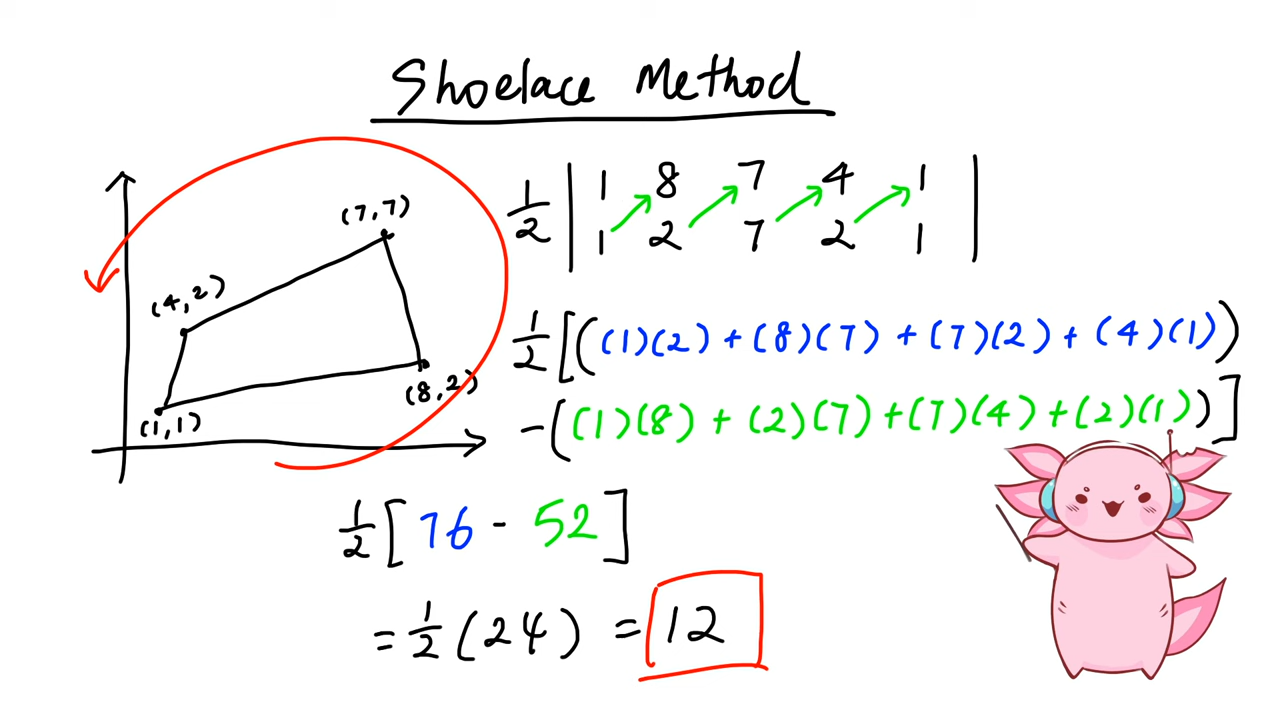 Shoelace Method
(7,7)
(4,2)
(8,2)
(1,1)
1/2 | 1 8 7 4 1
1 2 7 2 1 |
1/2 [((1)(2) + (8)(7) + (7)(2) + (4)(1))
-((1)(8) + (2)(7) + (7)(4) + (2)(1))]
1/2 [76 - 52]
= 1/2 (24) = 12